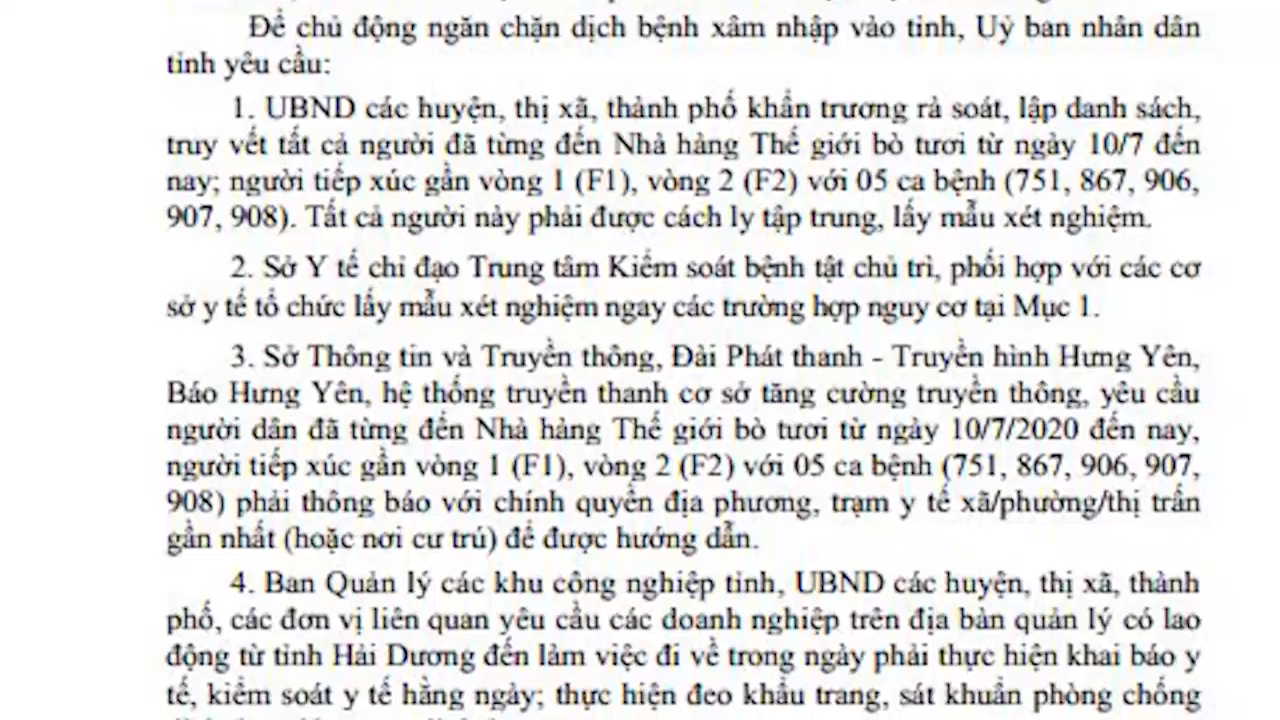 Để chủ động ngăn chặn dịch bệnh xâm nhập vào tỉnh, Uỷ ban nhân dân
tỉnh yêu cầu:
1. UBND các huyện, thị xã, thành phố khẩn trương rà soát, lập danh sách,
truy vết tất cả người đã từng đến Nhà hàng Thế giới bò tươi từ ngày 10/7 đến
nay; người tiếp xúc gần vòng 1 (F1), vòng 2 (F2) với 05 ca bệnh (751, 867, 906,
907, 908). Tất cả người này phải được cách ly tập trung, lấy mẫu xét nghiệm.
2. Sở Y tế chỉ đạo Trung tâm Kiểm soát bệnh tật chủ trì, phối hợp với các cơ
sở y tế tổ chức lấy mẫu xét nghiệm ngay các trường hợp nguy cơ tại Mục 1.
3. Sở Thông tin và Truyền thông, Đài Phát thanh - Truyền hình Hưng Yên,
Báo Hưng Yên, hệ thống truyền thanh cơ sở tăng cường truyền thông, yêu cầu
người dân đã từng đến Nhà hàng Thế giới bò tươi từ ngày 10/7/2020 đến nay,
người tiếp xúc gần vòng 1 (F1), vòng 2 (F2) với 05 ca bệnh (751, 867, 906, 907,
908) phải thông báo với chính quyền địa phương, trạm y tế xã/phường/thị trấn
gần nhất (hoặc nơi cư trú) để được hướng dẫn.
4. Ban Quản lý các khu công nghiệp tỉnh, UBND các huyện, thị xã, thành
phố, các đơn vị liên quan yêu cầu các doanh nghiệp trên địa bàn quản lý có lao
động từ tỉnh Hải Dương đến làm việc đi về trong ngày phải thực hiện khai báo y
tế, kiểm soát y tế hằng ngày; thực hiện đeo khẩu trang, sát khuẩn phòng chống